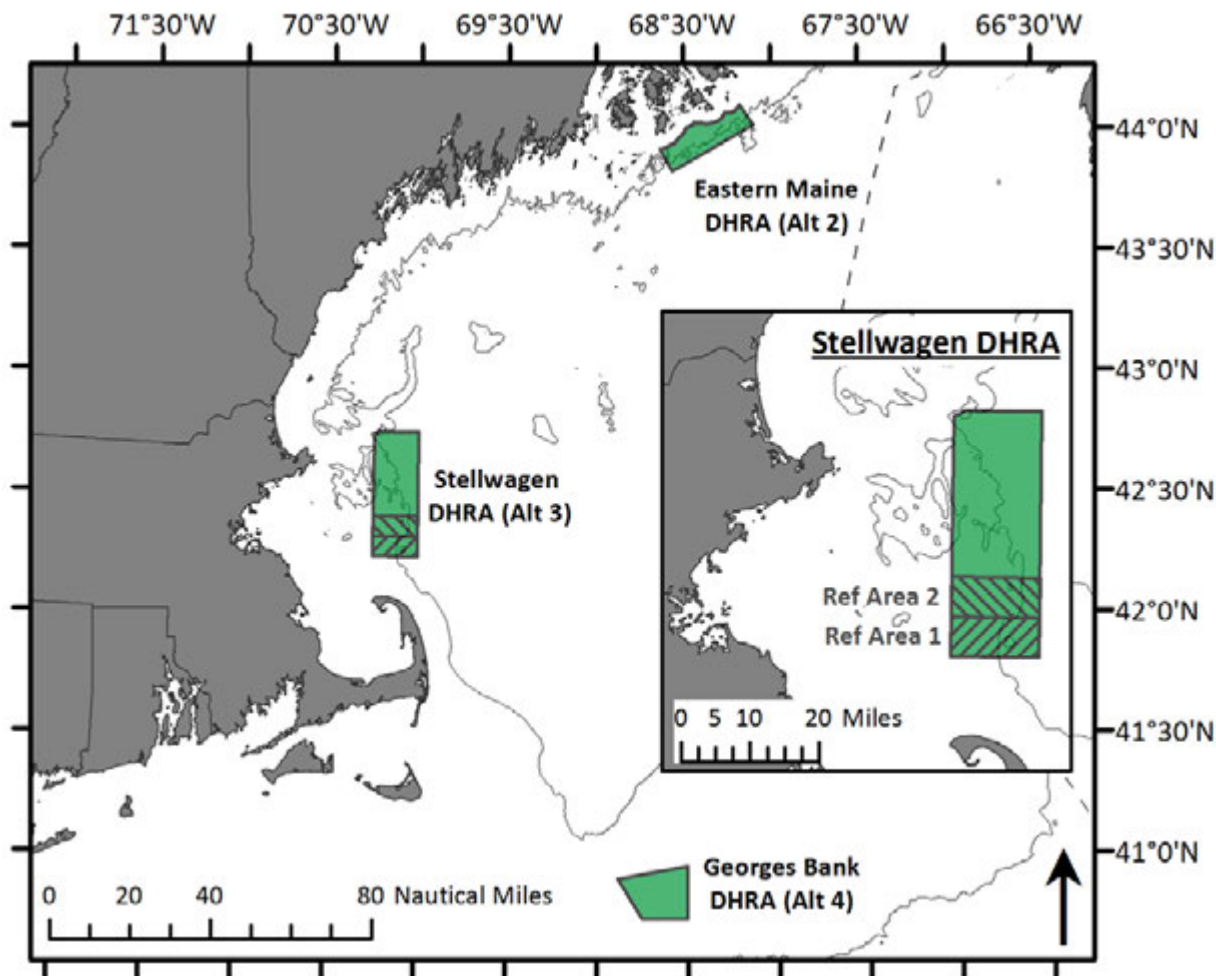 71°30'W 70°30'W 69°30'W 68°30'W 67°30'W 66°30'W
44°0'N
Eastern Maine
DHRA (Alt 2)
43°30'N
Stellwagen DHRA
43°0'N
Stellwagen
DHRA (Alt 3)
42°30'N
Ref Area 2
42°0'N
Ref Area 1
0 5 10 20 Miles
41°30'N
41°0'N
Georges Bank
DHRA (Alt 4)
0 20 40 80 Nautical Miles